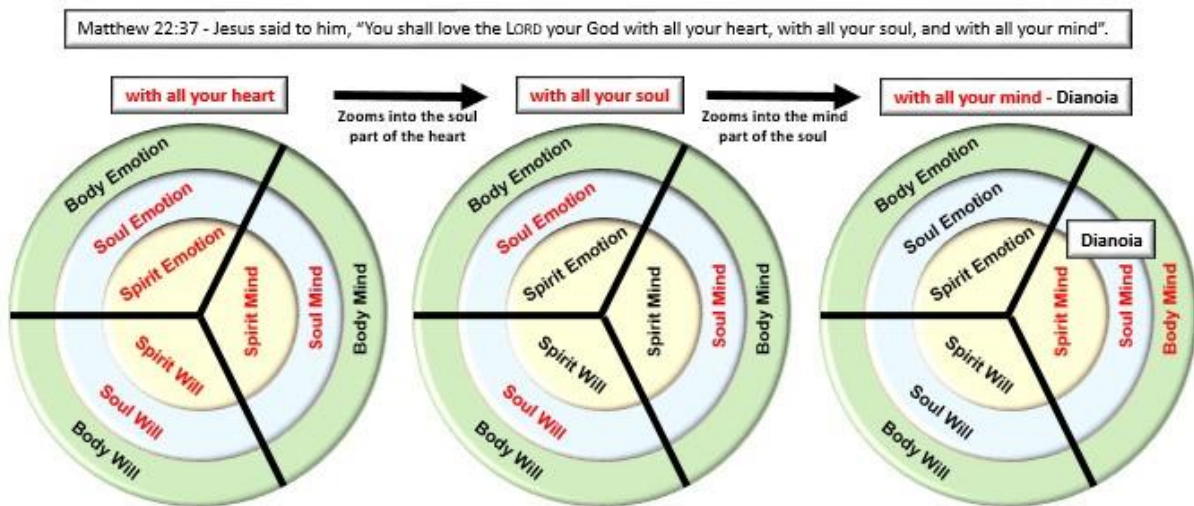 Matthew 22:37 - Jesus said to him, “You shall love the LORD your God with all your heart, with all your soul, and with all your mind”.
with all your heart
Zooms into the soul
part of the heart
with all your soul
Zooms into the mind
part of the soul
with all your mind - Dianoia
Body Emotion
Soul Emotion
Spirit Emotion
Spirit Mind
Soul Mind
Body Mind
Spirit Will
Soul Will
Body Will
Body Emotion
Soul Emotion
Spirit Emotion
Spirit Mind
Soul Mind
Body Mind
Spirit Will
Soul Will
Body Will
Body Emotion
Soul Emotion
Spirit Emotion
Dianoia
Spirit Mind
Soul Mind
Body Mind
Spirit Will
Soul Will
Body Will